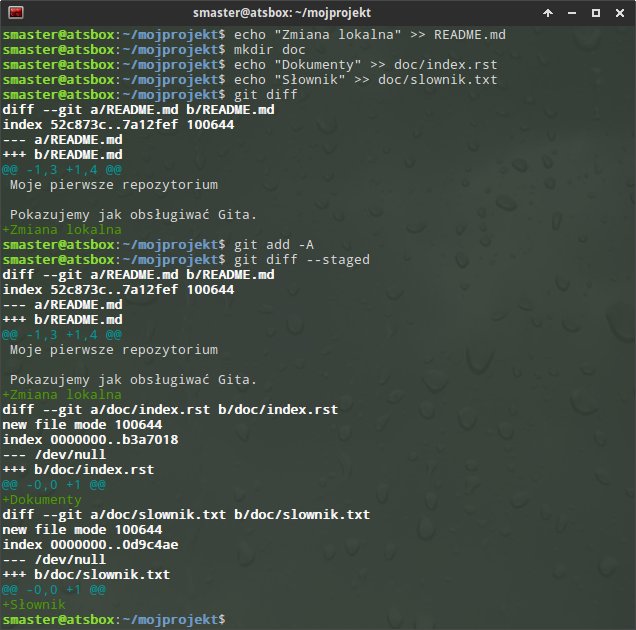 smaster@atsbox: ~/mojprojekt
smaster@atsbox:~/mojprojekt$ echo "Zmiana lokalna" >> README.md
smaster@atsbox:~/mojprojekt$ mkdir doc
smaster@atsbox:~/mojprojekt$ echo "Dokumenty" >> doc/index.rst
smaster@atsbox:~/mojprojekt$ echo "Słownik" >> doc/slownik.txt
smaster@atsbox:~/mojprojekt$ git diff
diff --git a/README.md b/README.md
index 52c873c..7a12fef 100644
--- a/README.md
+++ b/README.md
@@ -1,3 +1,4 @@
 Moje pierwsze repozytorium
 Pokazujemy jak obsługiwać Gita.
+Zmiana lokalna
smaster@atsbox:~/mojprojekt$ git add -A
smaster@atsbox:~/mojprojekt$ git diff --staged
diff --git a/README.md b/README.md
index 52c873c..7a12fef 100644
--- a/README.md
+++ b/README.md
@@ -1,3 +1,4 @@
 Moje pierwsze repozytorium
 Pokazujemy jak obsługiwać Gita.
+Zmiana lokalna
diff --git a/doc/index.rst b/doc/index.rst
new file mode 100644
index 0000000..b3a7018
--- /dev/null
+++ b/doc/index.rst
@@ -0,0 +1 @@
+Dokumenty
diff --git a/doc/slownik.txt b/doc/slownik.txt
new file mode 100644
index 0000000..0d9c4ae
--- /dev/null
+++ b/doc/slownik.txt
@@ -0,0 +1 @@
+Słownik
smaster@atsbox:~/mojprojekt$